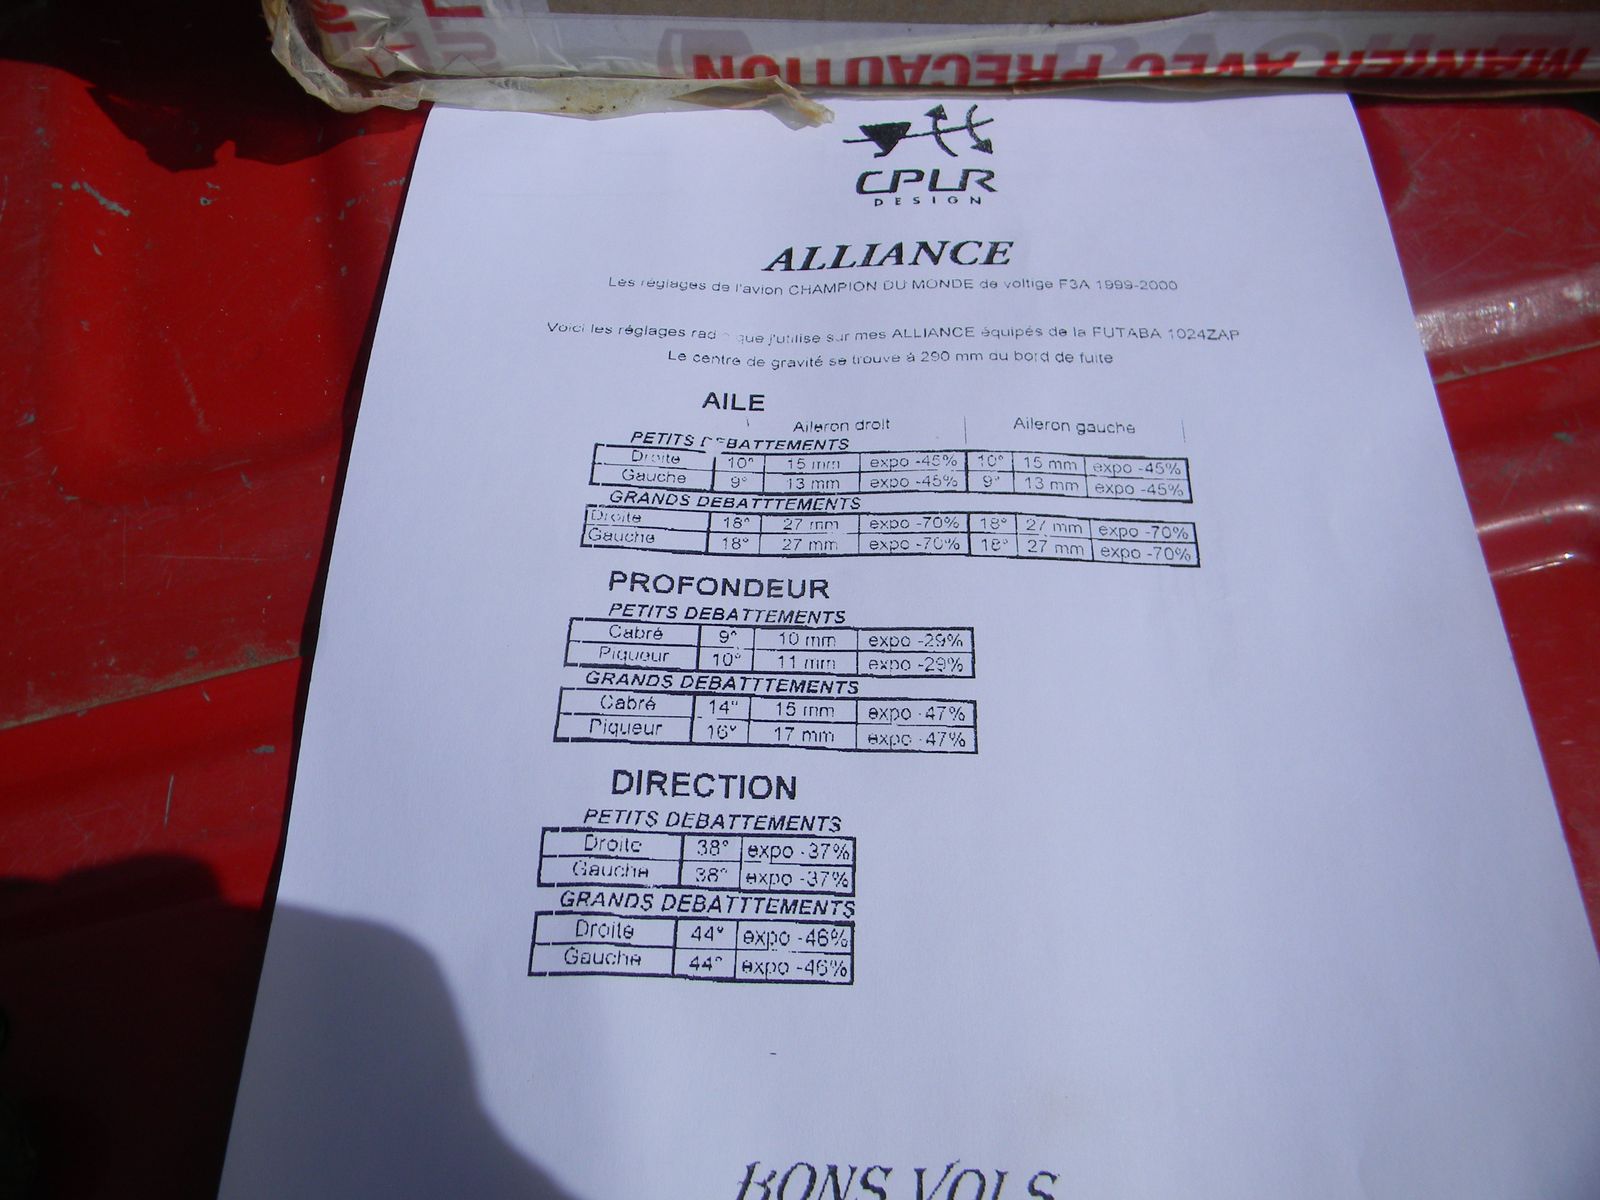 MANIER AVEC PRECAUTION
CPLR
DESIGN
ALLIANCE
Les réglages de l'avion CHAMPION DU MONDE de voltige F3A 1999-2000
Voici les réglages rad que j'utilise sur mes ALLIANCE équipés de la FUTABA 1024ZAP
Le centre de gravité se trouve à 290 mm du bord de fuite
AILE
Aileron droit Aileron gauche
PETITS DEBATTEMENTS
Droite 10° 15 mm expo -45% 10° 15 mm expo -45%
Gauche 9° 13 mm expo -45% 9° 13 mm expo -45%
GRANDS DEBATTTEMENTS
Droite 18° 27 mm expo -70% 18° 27 mm expo -70%
Gauche 18° 27 mm expo -70% 18° 27 mm expo -70%
PROFONDEUR
PETITS DEBATTEMENTS
Cabré 9° 10 mm expo -29%
Piqueur 10° 11 mm expo -29%
GRANDS DEBATTTEMENTS
Cabré 14° 15 mm expo -47%
Piqueur 16° 17 mm expo -47%
DIRECTION
PETITS DEBATTEMENTS
Droite 38° expo -37%
Gauche 38° expo -37%
GRANDS DEBATTTEMENTS
Droite 44° expo -46%
Gauche 44° expo -46%
BONS VOLS